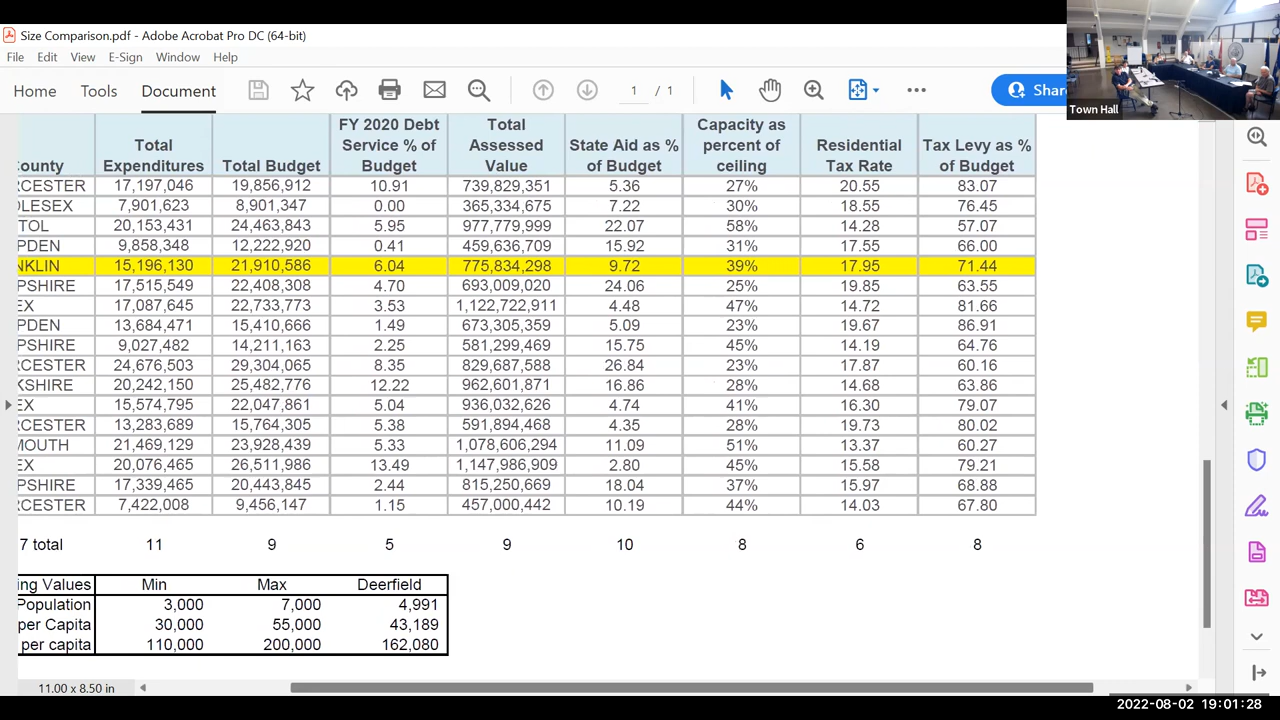 Size Comparison.pdf - Adobe Acrobat Pro DC (64-bit)
File Edit View E-Sign Window Help
Home Tools Document 1 / 1 Shar
Town Hall
FY 2020 Debt Total Capacity as
Total Service % of Assessed State Aid as % percent of Residential Tax Levy as %
ounty Expenditures Total Budget Budget Value of Budget ceiling Tax Rate of Budget
RCESTER 17,197,046 19,856,912 10.91 739,829,351 5.36 27% 20.55 83.07
DLESEX 7,901,623 8,901,347 0.00 365,334,675 7.22 30% 18.55 76.45
TOL 20,153,431 24,463,843 5.95 977,779,999 22.07 58% 14.28 57.07
PDEN 9,858,348 12,222,920 0.41 459,636,709 15.92 31% 17.55 66.00
NKLIN 15,196,130 21,910,586 6.04 775,834,298 9.72 39% 17.95 71.44
PSHIRE 17,515,549 22,408,308 4.70 693,009,020 24.06 25% 19.85 63.55
EX 17,087,645 22,733,773 3.53 1,122,722,911 4.48 47% 14.72 81.66
PDEN 13,684,471 15,410,666 1.49 673,305,359 5.09 23% 19.67 86.91
PSHIRE 9,027,482 14,211,163 2.25 581,299,469 15.75 45% 14.19 64.76
RCESTER 24,676,503 29,304,065 8.35 829,687,588 26.84 23% 17.87 60.16
KSHIRE 20,242,150 25,482,776 12.22 962,601,871 16.86 28% 14.68 63.86
EX 15,574,795 22,047,861 5.04 936,032,626 4.74 41% 16.30 79.07
RCESTER 13,283,689 15,764,305 5.38 591,894,468 4.35 28% 19.73 80.02
MOUTH 21,469,129 23,928,439 5.33 1,078,606,294 11.09 51% 13.37 60.27
EX 20,076,465 26,511,986 13.49 1,147,986,909 2.80 45% 15.58 79.21
PSHIRE 17,339,465 20,443,845 2.44 815,250,669 18.04 37% 15.97 68.88
RCESTER 7,422,008 9,456,147 1.15 457,000,442 10.19 44% 14.03 67.80
7 total 11 9 5 9 10 8 6 8
ing Values Min Max Deerfield
Population 3,000 7,000 4,991
per Capita 30,000 55,000 43,189
per capita 110,000 200,000 162,080
11.00 x 8.50 in
2022-08-02 19:01:28